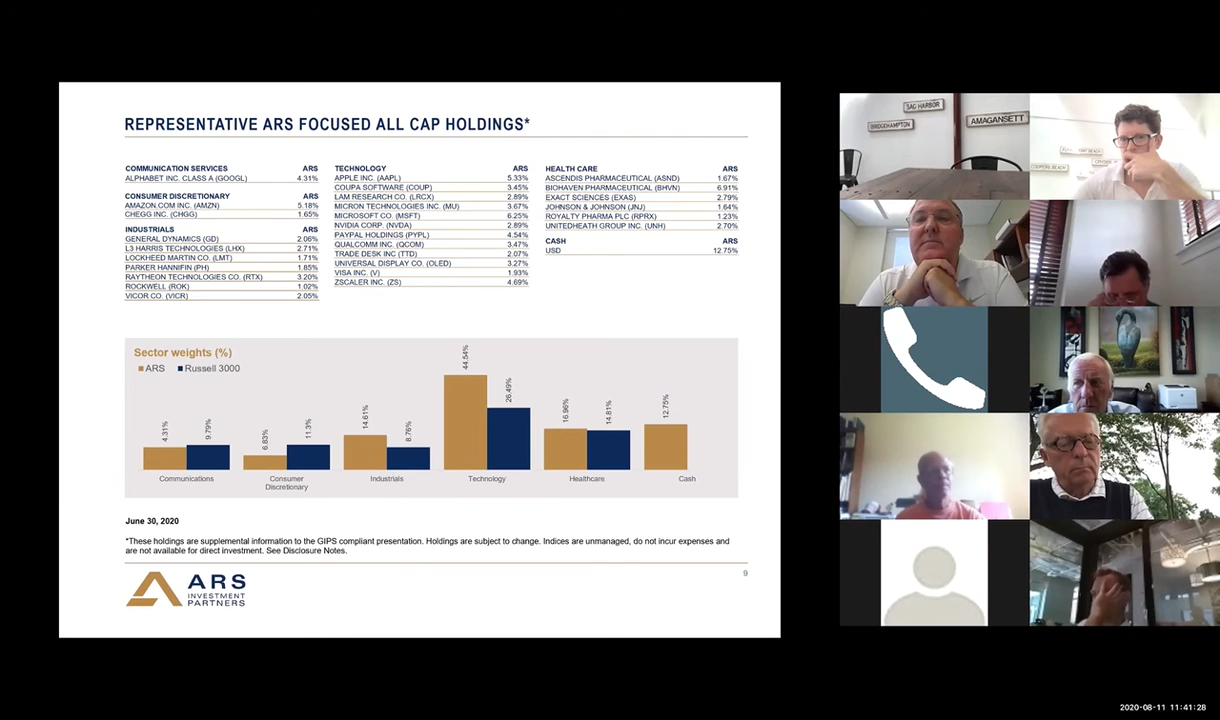 REPRESENTATIVE ARS FOCUSED ALL CAP HOLDINGS*
COMMUNICATION SERVICES ARS
ALPHABET INC. CLASS A (GOOGL) 4.31%
CONSUMER DISCRETIONARY ARS
AMAZON.COM INC. (AMZN) 5.18%
CHEGG INC. (CHGG) 1.65%
INDUSTRIALS ARS
GENERAL DYNAMICS (GD) 2.06%
L3 HARRIS TECHNOLOGIES (LHX) 2.71%
LOCKHEED MARTIN CO. (LMT) 1.71%
PARKER HANNIFIN (PH) 1.85%
RAYTHEON TECHNOLOGIES CO. (RTX) 3.20%
ROCKWELL (ROK) 1.02%
VICOR CO. (VICR) 2.05%
TECHNOLOGY ARS
APPLE INC. (AAPL) 5.33%
COUPA SOFTWARE (COUP) 3.45%
LAM RESEARCH CO. (LRCX) 2.89%
MICRON TECHNOLOGIES INC. (MU) 3.67%
MICROSOFT CO. (MSFT) 6.25%
NVIDIA CORP. (NVDA) 2.89%
PAYPAL HOLDINGS (PYPL) 4.54%
QUALCOMM INC. (QCOM) 3.47%
TRADE DESK INC (TTD) 2.07%
UNIVERSAL DISPLAY CO. (OLED) 3.27%
VISA INC. (V) 1.93%
ZSCALER INC. (ZS) 4.69%
HEALTH CARE ARS
ASCENDIS PHARMACEUTICAL (ASND) 1.67%
BIOHAVEN PHARMACEUTICAL (BHVN) 6.91%
EXACT SCIENCES (EXAS) 2.79%
JOHNSON & JOHNSON (JNJ) 1.64%
ROYALTY PHARMA PLC (RPRX) 1.23%
UNITEDHEATH GROUP INC. (UNH) 2.70%
CASH ARS
USD 12.75%
Sector weights (%)
ARS Russell 3000
4.31% 9.79% 6.83% 11.3% 14.61% 8.76% 44.54% 26.49% 16.96% 14.81% 12.75%
Communications Consumer Discretionary Industrials Technology Healthcare Cash
June 30, 2020
*These holdings are supplemental information to the GIPS compliant presentation. Holdings are subject to change. Indices are unmanaged, do not incur expenses and
are not available for direct investment. See Disclosure Notes.
9
ARS
INVESTMENT
PARTNERS
SAG HARBOR
BRIDGEHAMPTON
AMAGANSETT
2020-08-11 11:41:28